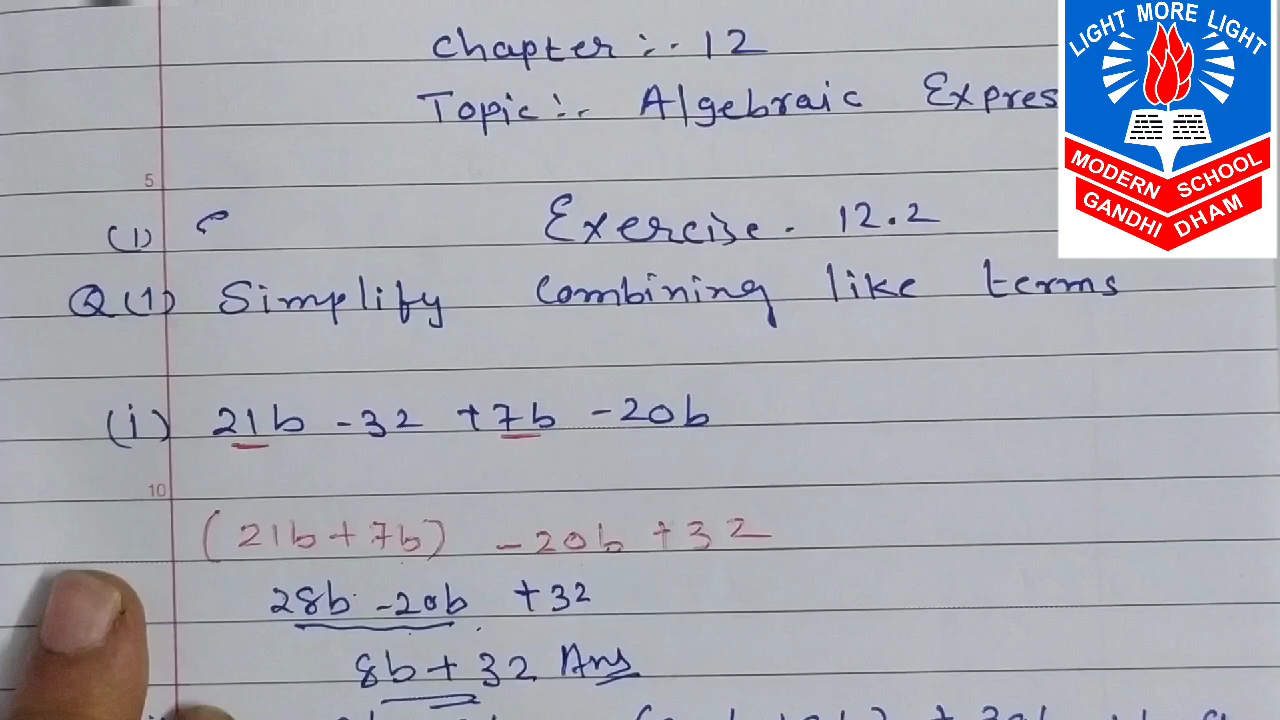 Chapter :- 12
Topic :- Algebraic Expres
LIGHT MORE LIGHT
MODERN SCHOOL
GANDHI DHAM
5
(1)
Exercise - 12.2
Q(1) Simplify combining like terms
(i) 21b - 32 + 7b - 20b
10
(21b + 7b) - 20b + 32
28b - 20b + 32
8b + 32 Ans